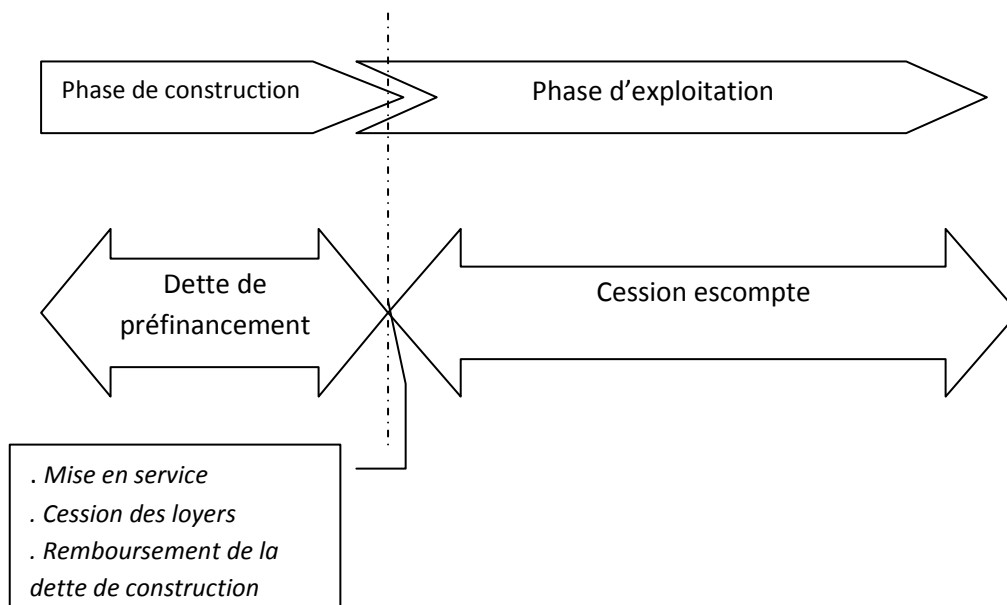 Phase de construction
Phase d’exploitation
Dette de
préfinancement
Cession escompte
. Mise en service
. Cession des loyers
. Remboursement de la
dette de construction